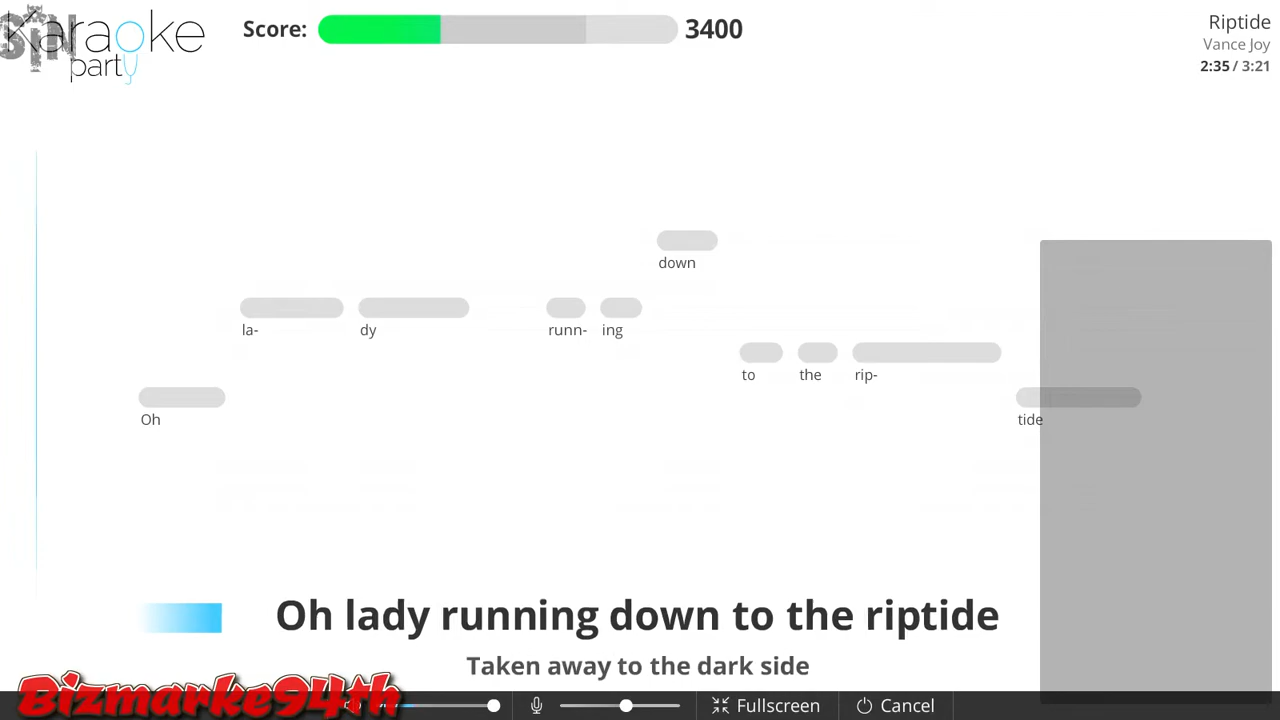 Karaoke
party
Score:
3400
Riptide
Vance Joy
2:35 / 3:21
down
la- dy runn- ing
to the rip-
Oh
tide
Oh lady running down to the riptide
Taken away to the dark side
Bizmarke94th
Fullscreen
Cancel